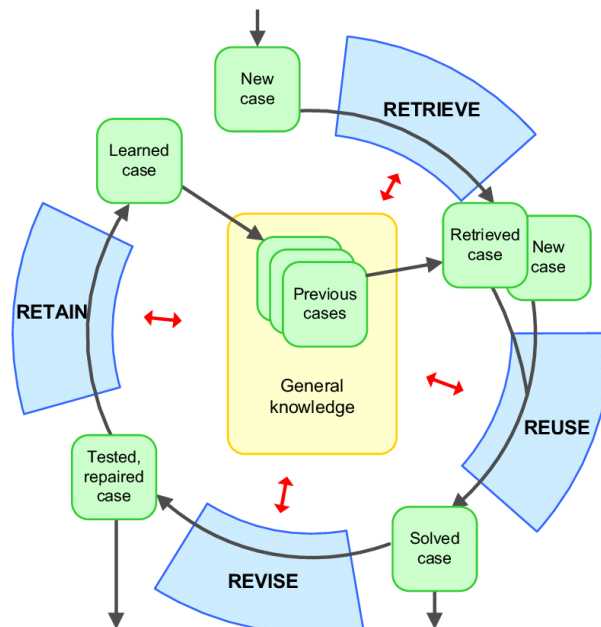 New
case
RETRIEVE
Learned
case
Retrieved
case
New
case
Previous
cases
RETAIN
General
knowledge
REUSE
Tested,
repaired
case
Solved
case
REVISE